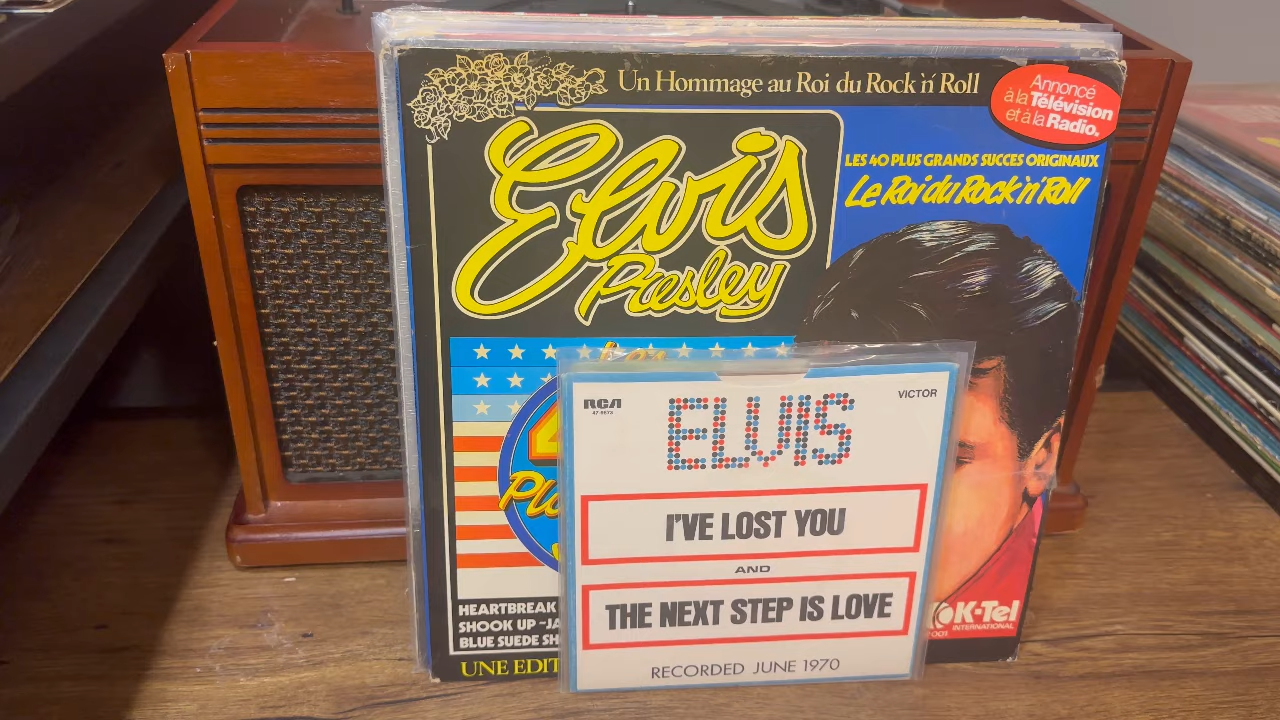 Un Hommage au Roi du Rock 'n' Roll
Annoncé
à la Télévision
et à la Radio.
Elvis
Presley
LES 40 PLUS GRANDS SUCCES ORIGINAUX
Le Roi du Rock 'n' Roll
RCA
VICTOR
ELVIS
I'VE LOST YOU
AND
THE NEXT STEP IS LOVE
RECORDED JUNE 1970
HEARTBREAK
SHOOK UP -JA
BLUE SUEDE SH
UNE EDIT
K-Tel
INTERNATIONAL